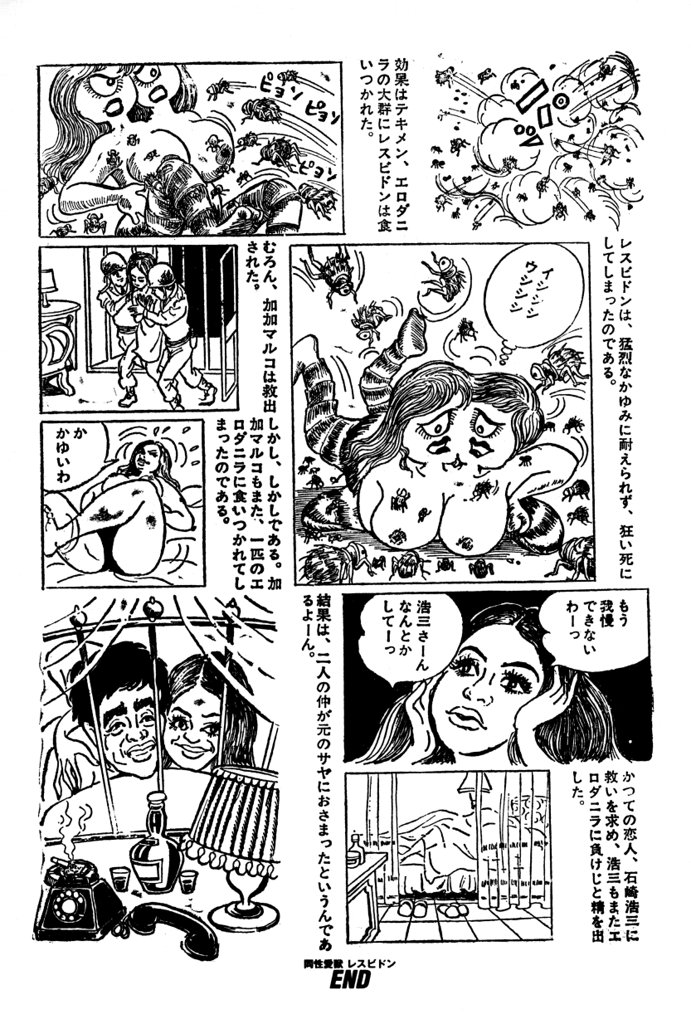 効果はテキメン、エロダニ
ラの大群にレスビドンは食
いつかれた。
ピョン
ピョン
ピョン
レスビドンは、猛烈なかゆみに耐えられず、狂い死に
してしまったのである。
イシシシ
ウシシシ
むろん、加加マルコは救出
された。
しかし、しかしである。加
加マルコもまた、一匹のエ
ロダニラに食いつかれてし
まったのである。
か
かゆいわ
もう
我慢
できない
わーっ
浩三さーん
なんとか
してーっ
かつての恋人、石崎浩三に
救いを求め、浩三もまたエ
ロダニラに負けじと精を出
した。
結果は、二人の仲が元のサヤにおさまったというんであ
るよーん。
同性愛獣 レスビドン
END